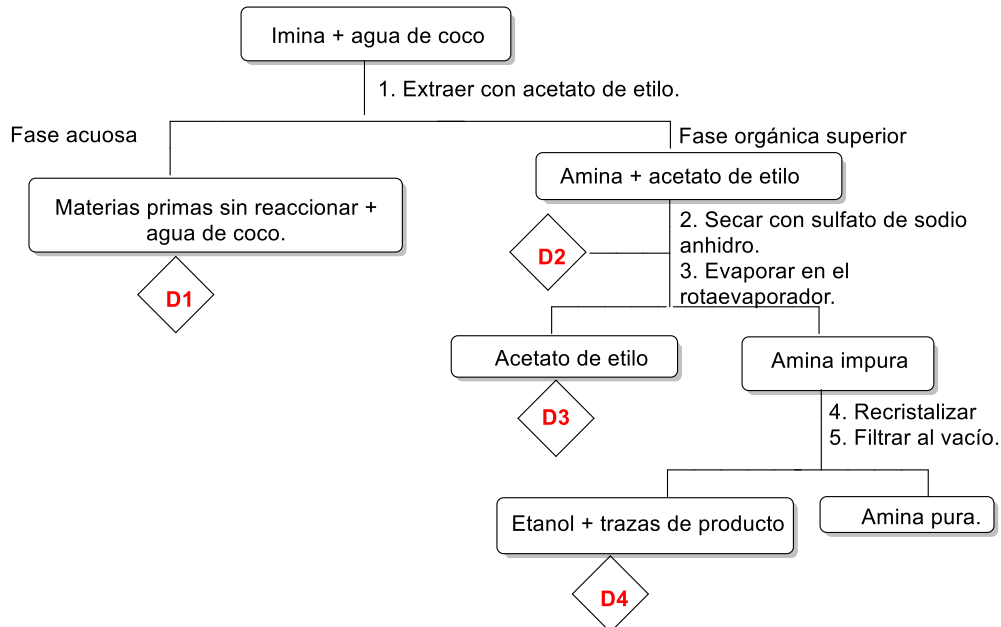 Imina + agua de coco
1. Extraer con acetato de etilo.
Fase acuosa
Fase orgánica superior
Materias primas sin reaccionar +
agua de coco.
D1
Amina + acetato de etilo
2. Secar con sulfato de sodio
anhidro.
D2
3. Evaporar en el
rotaevaporador.
Acetato de etilo
D3
Amina impura
4. Recristalizar
5. Filtrar al vacío.
Etanol + trazas de producto
Amina pura.
D4